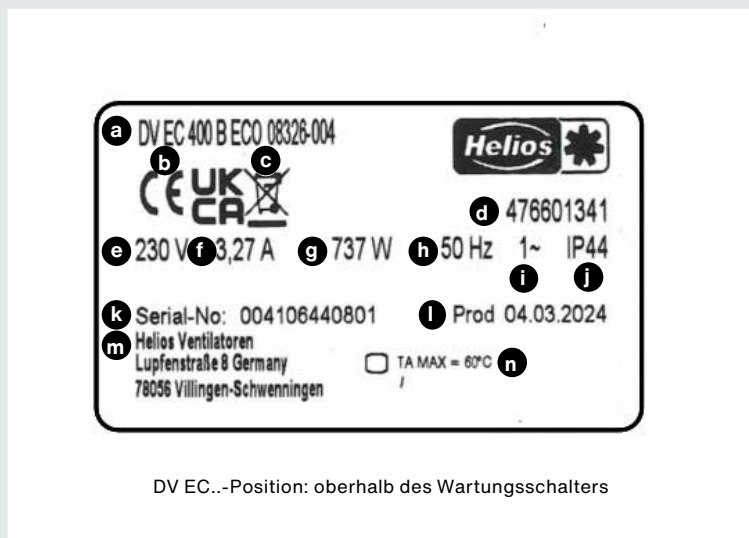 a DV EC 400 B ECO 08326-004
Helios
b c
CE UK CA
d 476601341
e 230 V f 3,27 A g 737 W h 50 Hz 1~ IP44
i j
k Serial-No: 004106440801 l Prod 04.03.2024
m Helios Ventilatoren
Lupfenstraße 8 Germany
78056 Villingen-Schwenningen
TA MAX = 60°C n
/
DV EC..-Position: oberhalb des Wartungsschalters